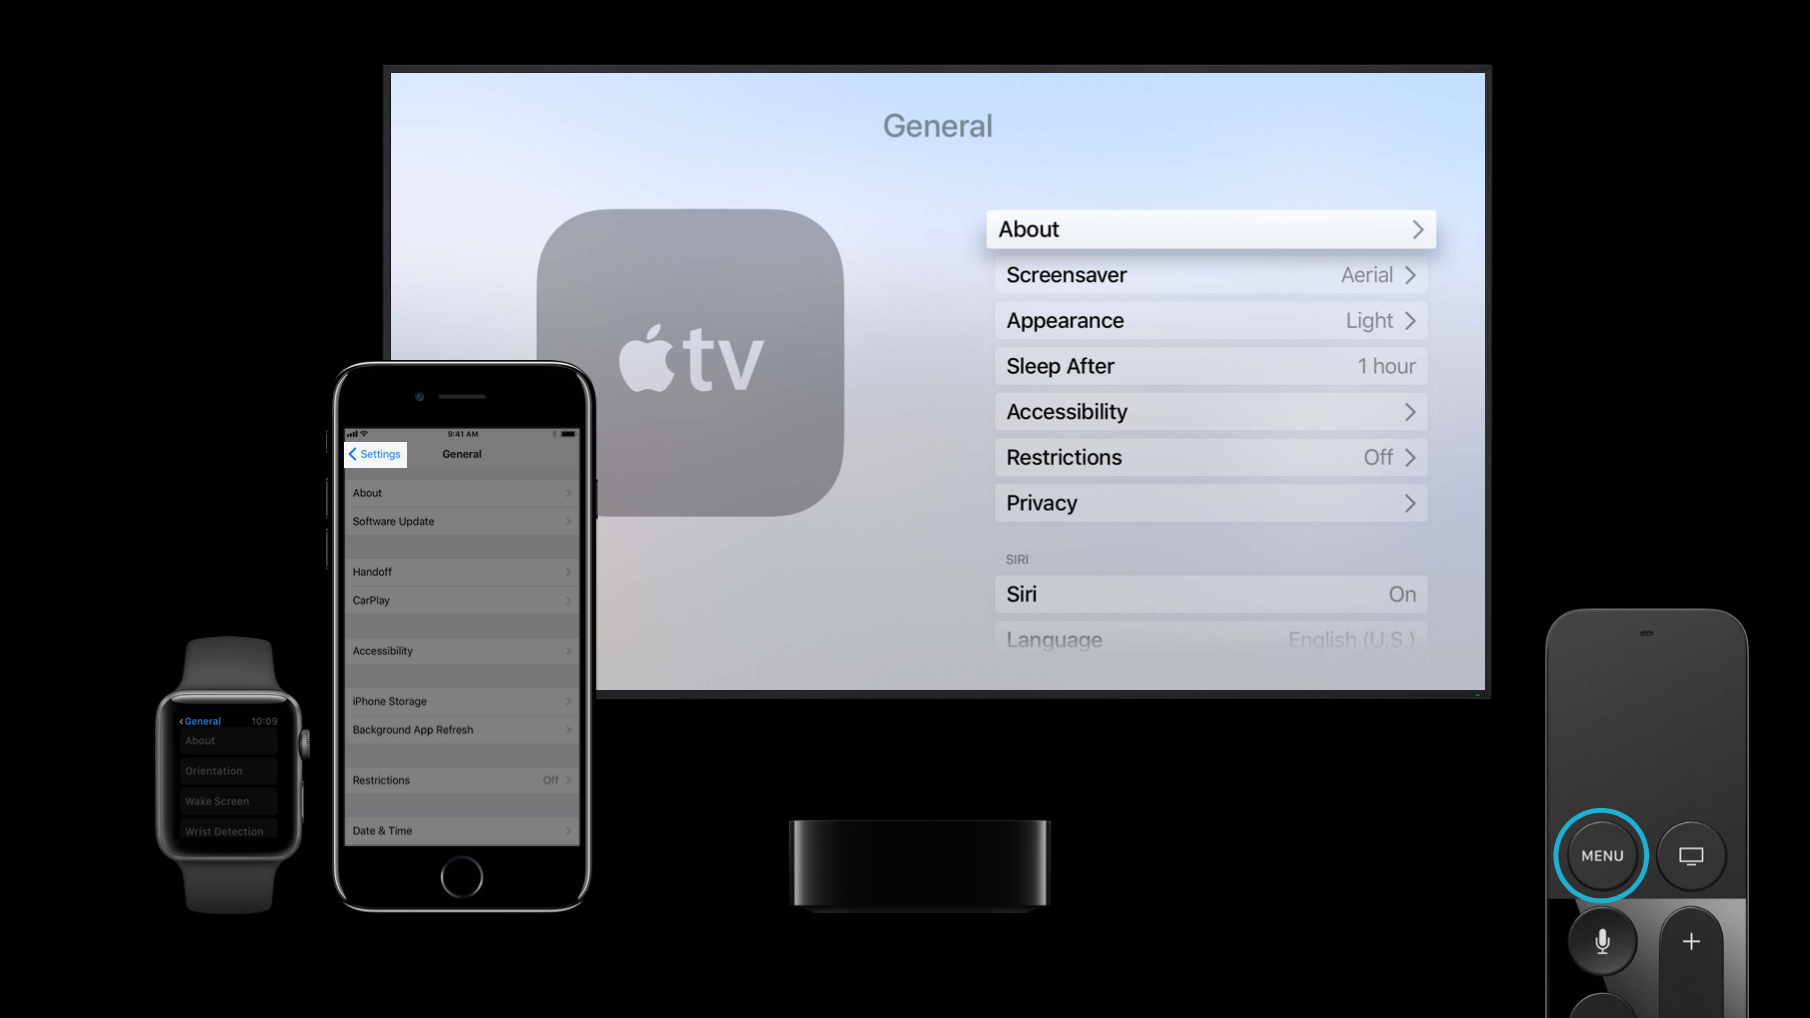 General
tv
About
Screensaver Aerial
Appearance Light
Sleep After 1 hour
Accessibility
Restrictions Off
Privacy
SIRI
Siri On
Language English (U.S.)
9:41 AM
Settings General
About
Software Update
Handoff
CarPlay
Accessibility
iPhone Storage
Background App Refresh
Restrictions Off
Date & Time
General 10:09
About
Orientation
Wake Screen
Wrist Detection
MENU
+